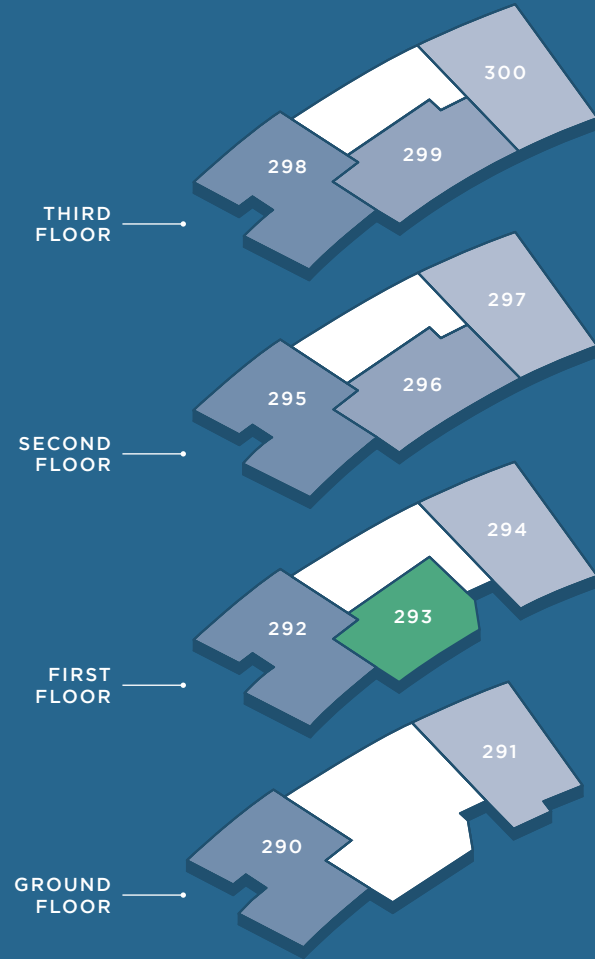 300
299
298
THIRD
FLOOR
297
296
295
SECOND
FLOOR
294
293
292
FIRST
FLOOR
291
290
GROUND
FLOOR